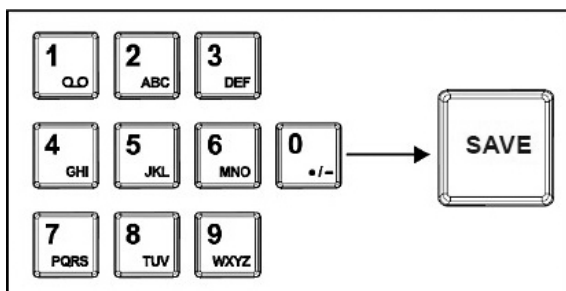 1 2 3
QO ABC DEF
4 5 6 0 SAVE
GHI JKL MNO •/–
7 8 9
PQRS TUV WXYZ